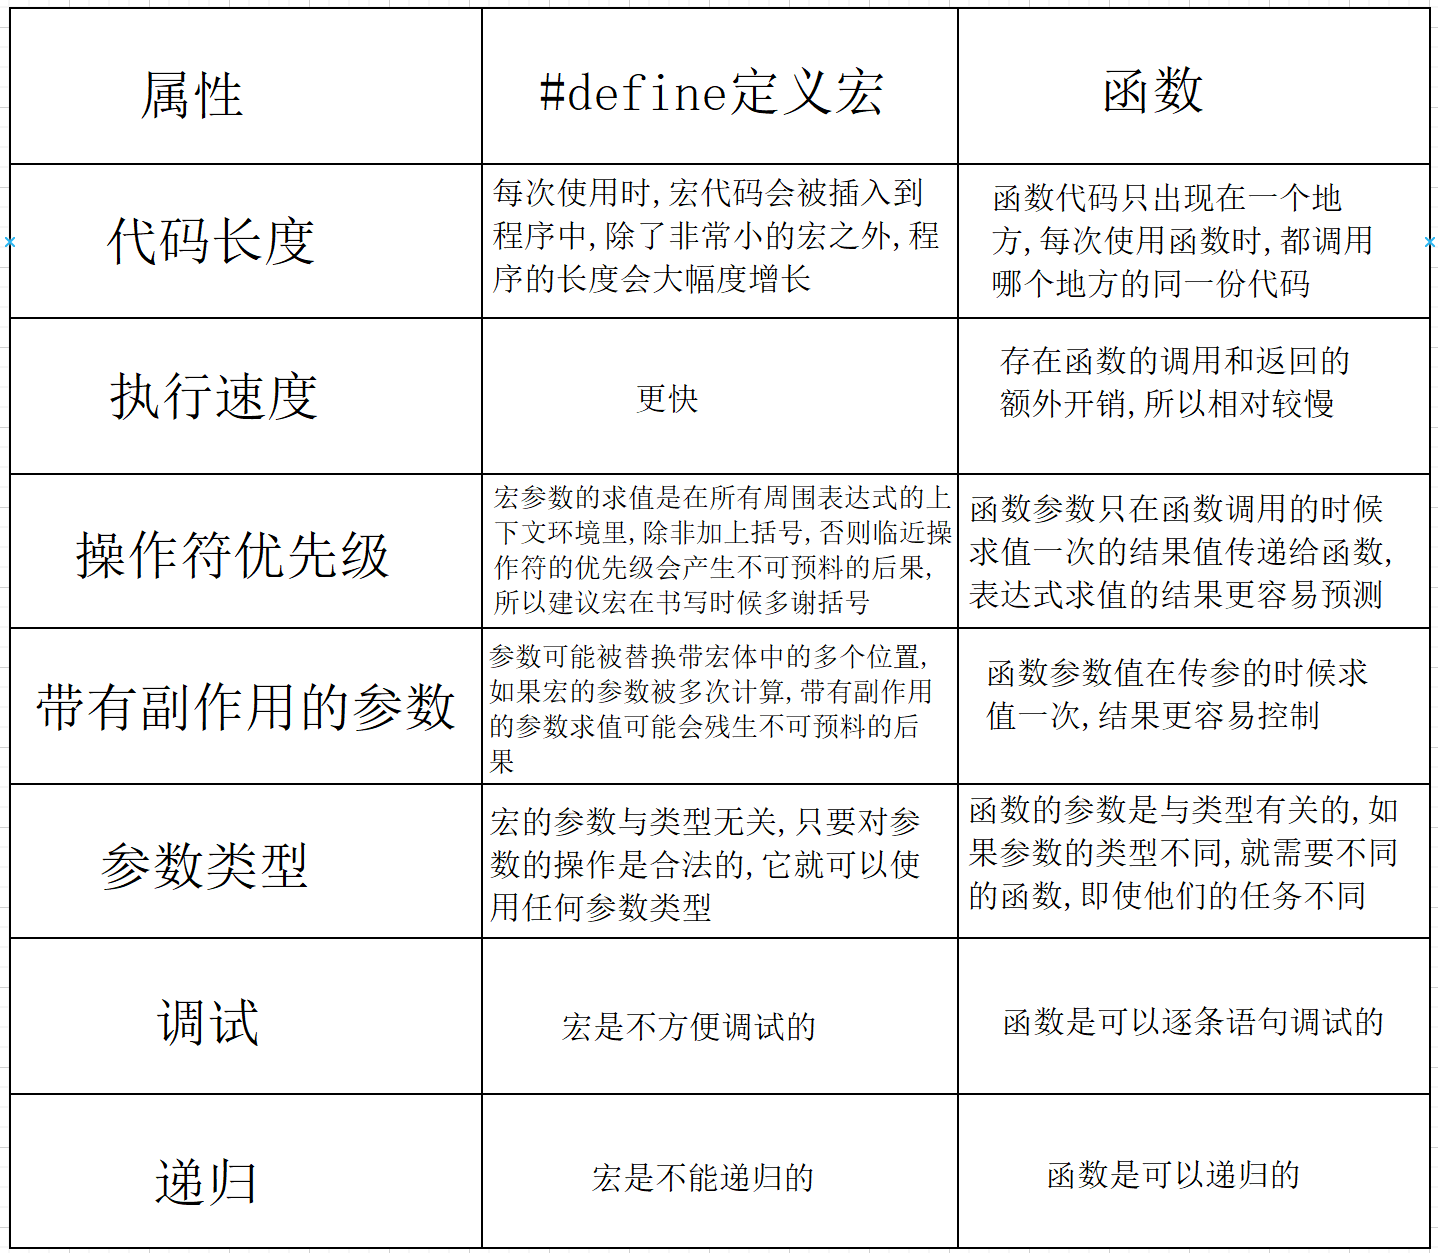 属性
#define定义宏
函数
代码长度
每次使用时,宏代码会被插入到
程序中,除了非常小的宏之外,程
序的长度会大幅度增长
函数代码只出现在一个地
方,每次使用函数时,都调用
哪个地方的同一份代码
执行速度
更快
存在函数的调用和返回的
额外开销,所以相对较慢
操作符优先级
宏参数的求值是在所有周围表达式的上
下文环境里,除非加上括号,否则临近操
作符的优先级会产生不可预料的后果,
所以建议宏在书写时候多谢括号
函数参数只在函数调用的时候
求值一次的结果值传递给函数,
表达式求值的结果更容易预测
带有副作用的参数
参数可能被替换带宏体中的多个位置,
如果宏的参数被多次计算,带有副作用
的参数求值可能会残生不可预料的后
果
函数参数值在传参的时候求
值一次,结果更容易控制
参数类型
宏的参数与类型无关,只要对参
数的操作是合法的,它就可以使
用任何参数类型
函数的参数是与类型有关的,如
果参数的类型不同,就需要不同
的函数,即使他们的任务不同
调试
宏是不方便调试的
函数是可以逐条语句调试的
递归
宏是不能递归的
函数是可以递归的